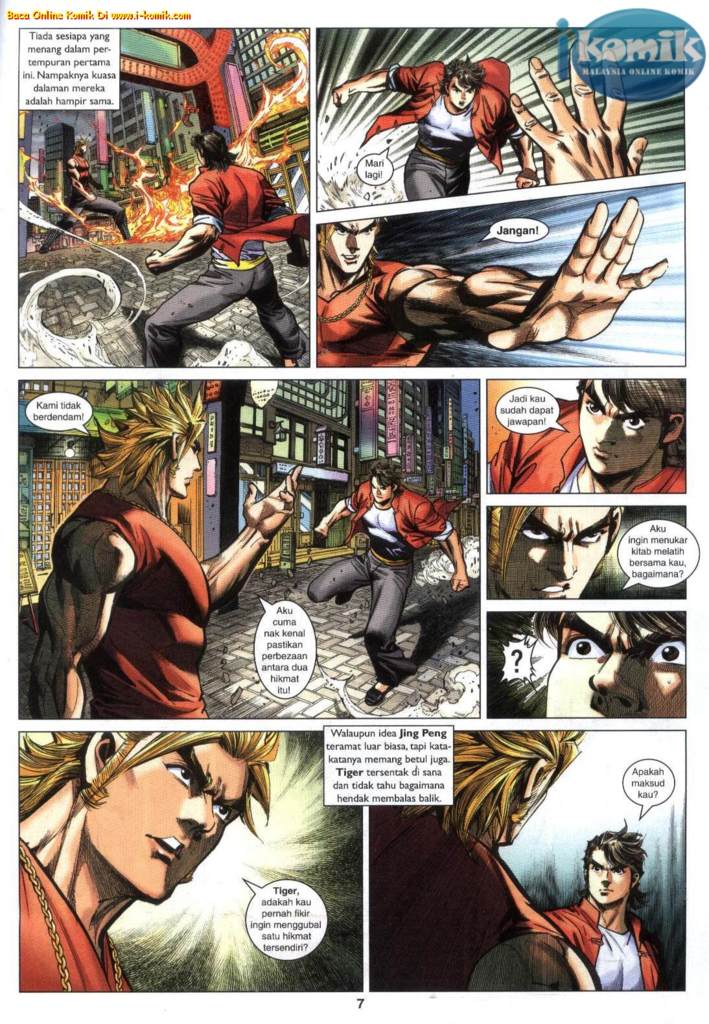 Baca Online Komik Di www.i-komik.com
ikomik
MALAYSIA ONLINE KOMIK
Tiada sesiapa yang
menang dalam per-
tempuran pertama
ini. Nampaknya kuasa
dalaman mereka
adalah hampir sama.
Mari
lagi!
Jangan!
Kami tidak
berdendam!
Aku
cuma
nak kenal
pastikan
perbezaan
antara dua
hikmat
itu!
Jadi kau
sudah dapat
jawapan!
Aku
ingin menukar
kitab melatih
bersama kau,
bagaimana?
?
Walaupun idea Jing Peng
teramat luar biasa, tapi kata-
katanya memang betul juga.
Tiger tersentak di sana
dan tidak tahu bagaimana
hendak membalas balik.
Tiger,
adakah kau
pernah fikir
ingin menggubal
satu hikmat
tersendiri?
Apakah
maksud
kau?
7